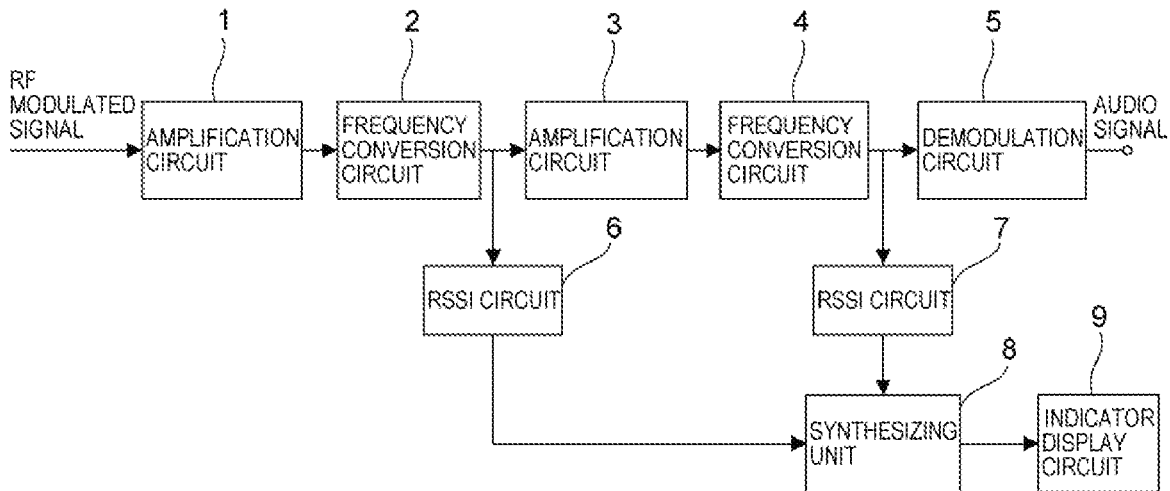 1
2
3
4
5
RF
MODULATED
SIGNAL
AMPLIFICATION
CIRCUIT
FREQUENCY
CONVERSION
CIRCUIT
AMPLIFICATION
CIRCUIT
FREQUENCY
CONVERSION
CIRCUIT
DEMODULATION
CIRCUIT
AUDIO
SIGNAL
6
7
RSSI CIRCUIT
RSSI CIRCUIT
8
9
SYNTHESIZING
UNIT
INDICATOR
DISPLAY
CIRCUIT